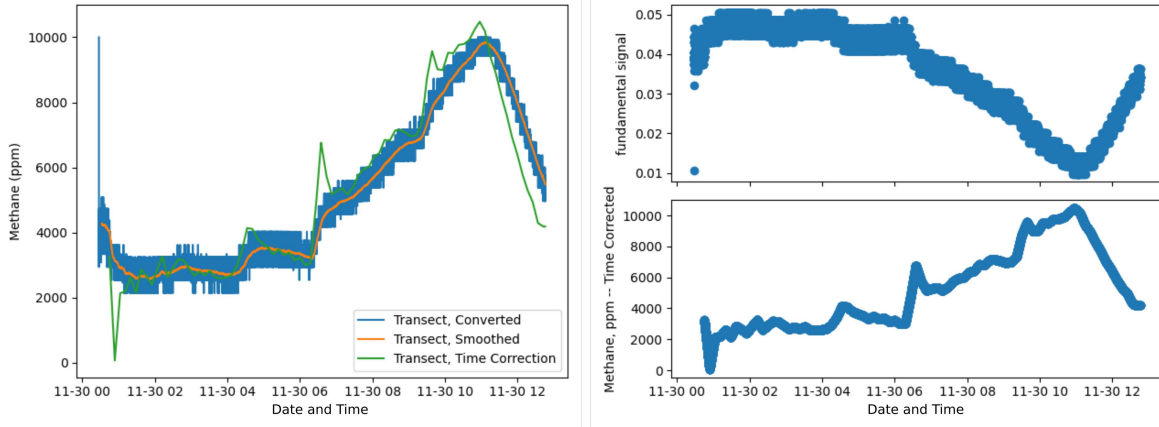 10000
8000
6000
4000
2000
0
Methane (ppm)
Transect, Converted
Transect, Smoothed
Transect, Time Correction
11-30 00 11-30 02 11-30 04 11-30 06 11-30 08 11-30 10 11-30 12
Date and Time
0.05
0.04
0.03
0.02
0.01
fundamental signal
10000
8000
6000
4000
2000
0
Methane, ppm -- Time Corrected
11-30 00 11-30 02 11-30 04 11-30 06 11-30 08 11-30 10 11-30 12
Date and Time